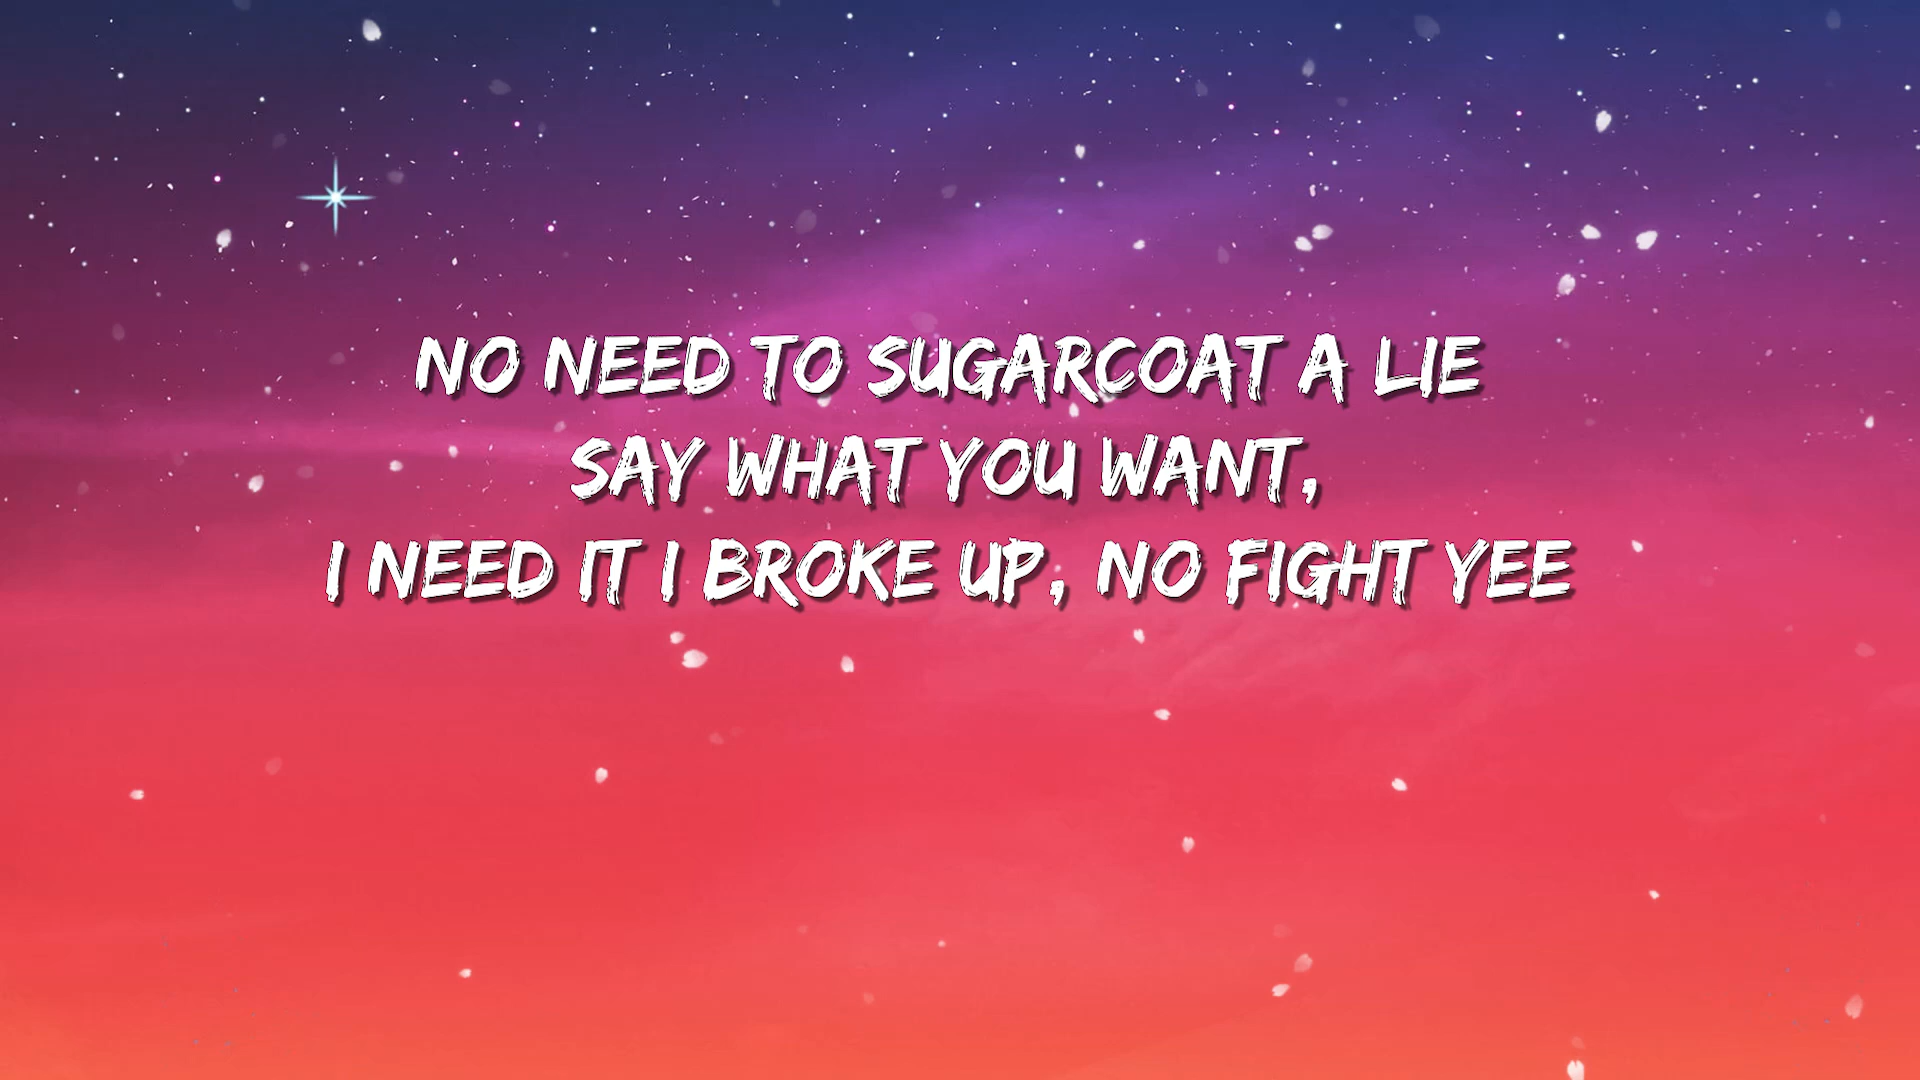 NO NEED TO SUGARCOAT A LIE
SAY WHAT YOU WANT,
I NEED IT I BROKE UP, NO FIGHT YEE